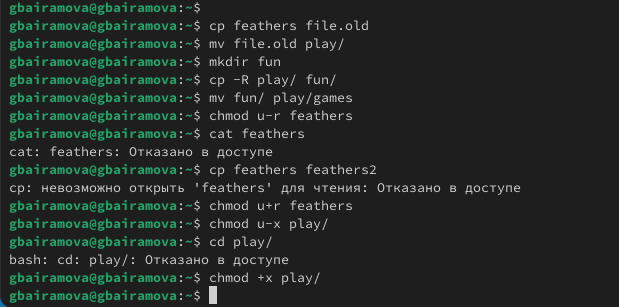 gbairamova@gbairamova:~$
gbairamova@gbairamova:~$ cp feathers file.old
gbairamova@gbairamova:~$ mv file.old play/
gbairamova@gbairamova:~$ mkdir fun
gbairamova@gbairamova:~$ cp -R play/ fun/
gbairamova@gbairamova:~$ mv fun/ play/games
gbairamova@gbairamova:~$ chmod u-r feathers
gbairamova@gbairamova:~$ cat feathers
cat: feathers: Отказано в доступе
gbairamova@gbairamova:~$ cp feathers feathers2
cp: невозможно открыть 'feathers' для чтения: Отказано в доступе
gbairamova@gbairamova:~$ chmod u+r feathers
gbairamova@gbairamova:~$ chmod u-x play/
gbairamova@gbairamova:~$ cd play/
bash: cd: play/: Отказано в доступе
gbairamova@gbairamova:~$ chmod +x play/
gbairamova@gbairamova:~$